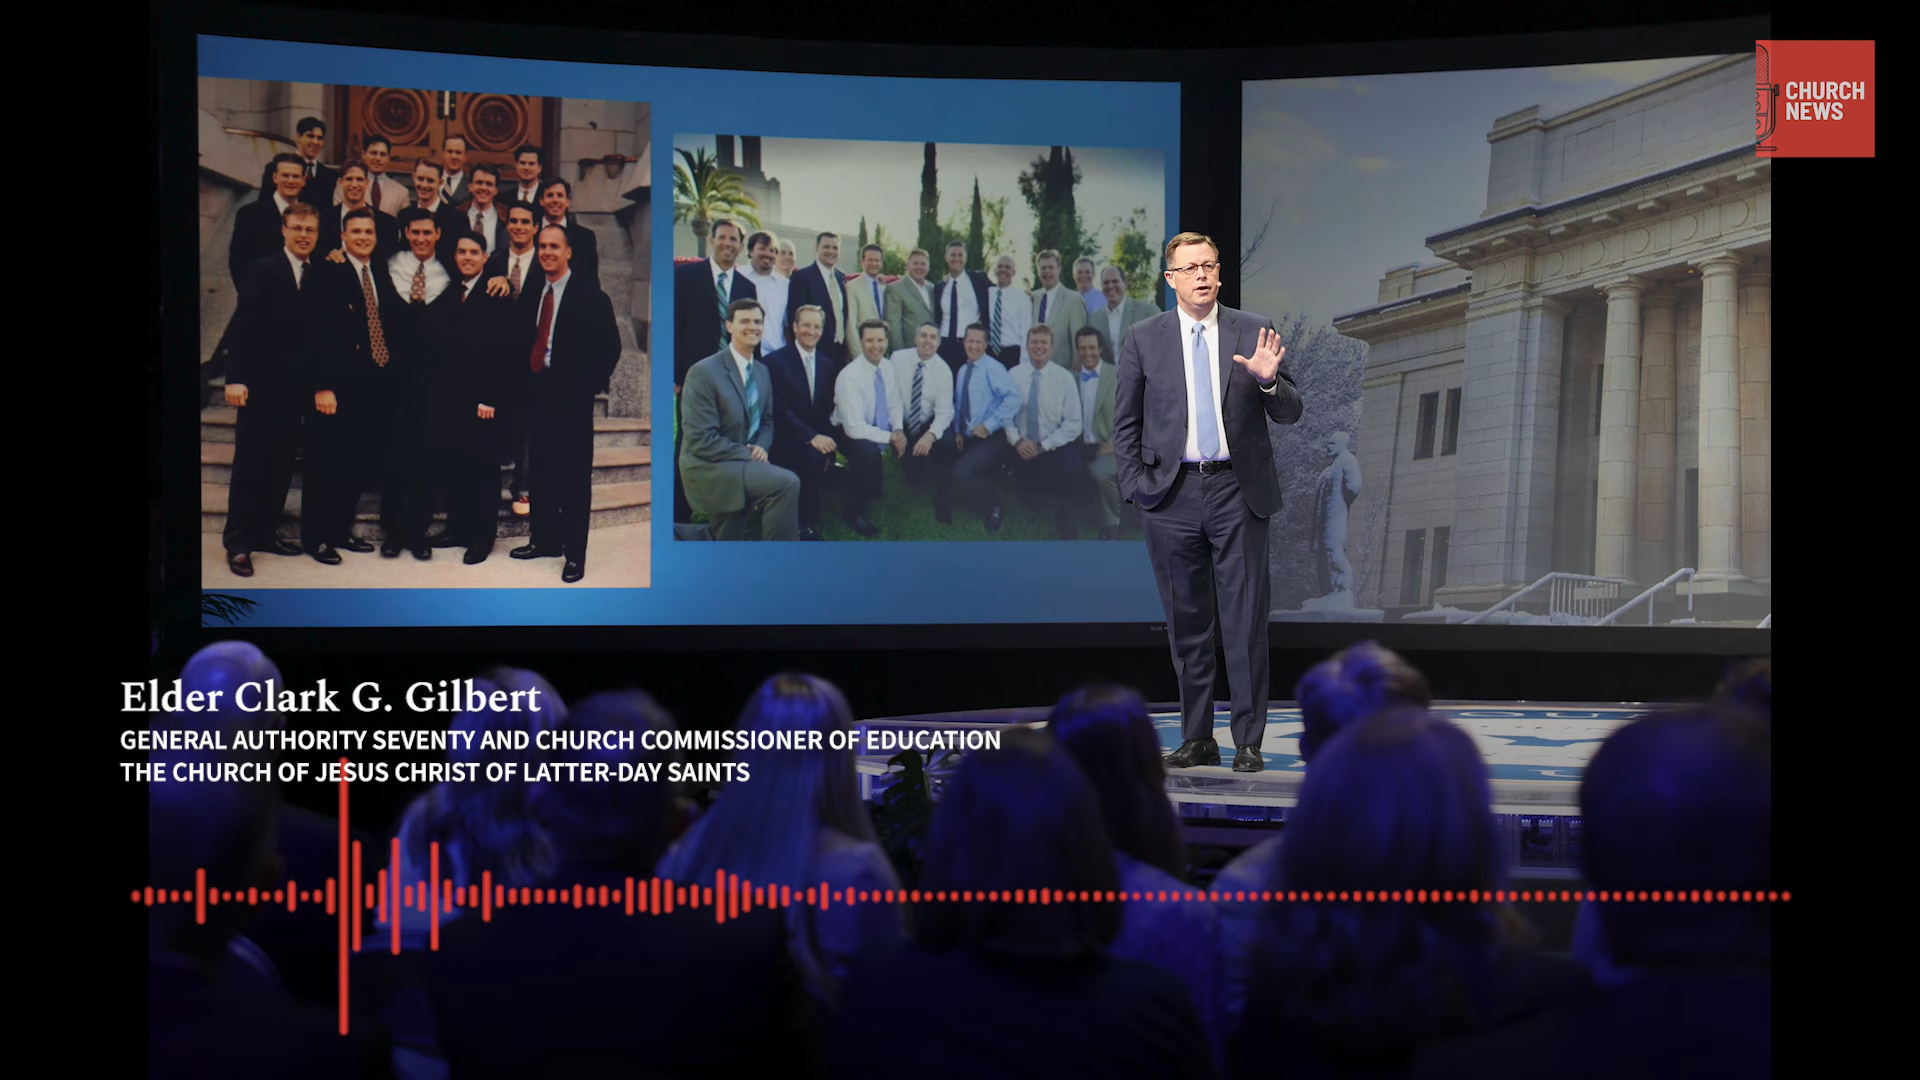 CHURCH
NEWS
Elder Clark G. Gilbert
GENERAL AUTHORITY SEVENTY AND CHURCH COMMISSIONER OF EDUCATION
THE CHURCH OF JESUS CHRIST OF LATTER-DAY SAINTS